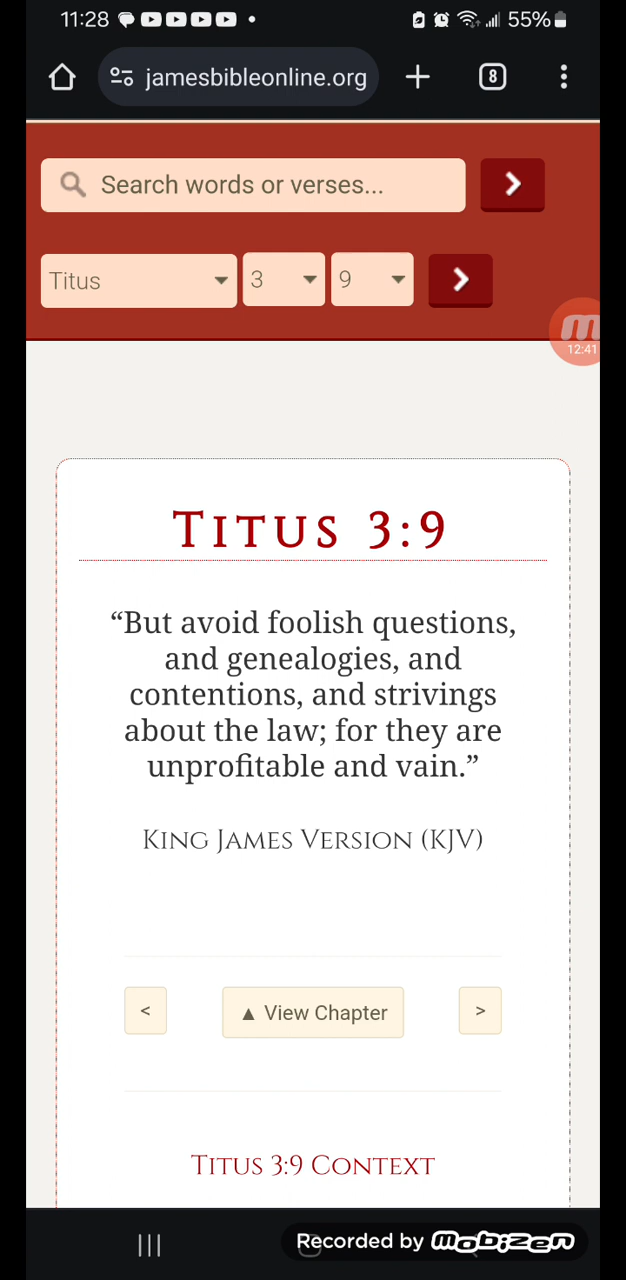 11:28
55%
jamesbibleonline.org
8
Search words or verses...
Titus 3 9
12:41
TITUS 3:9
“But avoid foolish questions,
and genealogies, and
contentions, and strivings
about the law; for they are
unprofitable and vain.”
KING JAMES VERSION (KJV)
< ▲ View Chapter >
TITUS 3:9 CONTEXT
Recorded by mobizen